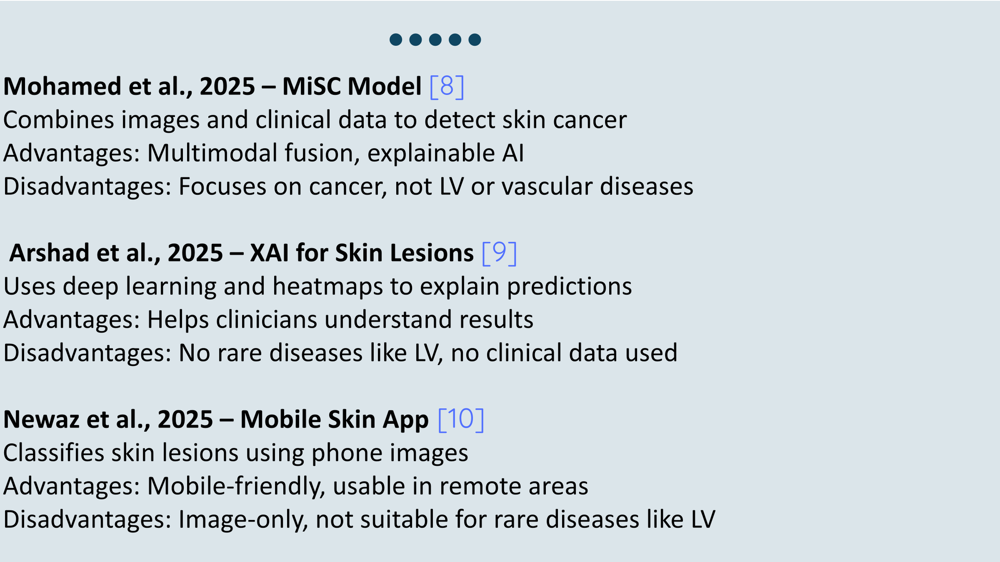 Mohamed et al., 2025 – MiSC Model [8]
Combines images and clinical data to detect skin cancer
Advantages: Multimodal fusion, explainable AI
Disadvantages: Focuses on cancer, not LV or vascular diseases
Arshad et al., 2025 – XAI for Skin Lesions [9]
Uses deep learning and heatmaps to explain predictions
Advantages: Helps clinicians understand results
Disadvantages: No rare diseases like LV, no clinical data used
Newaz et al., 2025 – Mobile Skin App [10]
Classifies skin lesions using phone images
Advantages: Mobile-friendly, usable in remote areas
Disadvantages: Image-only, not suitable for rare diseases like LV